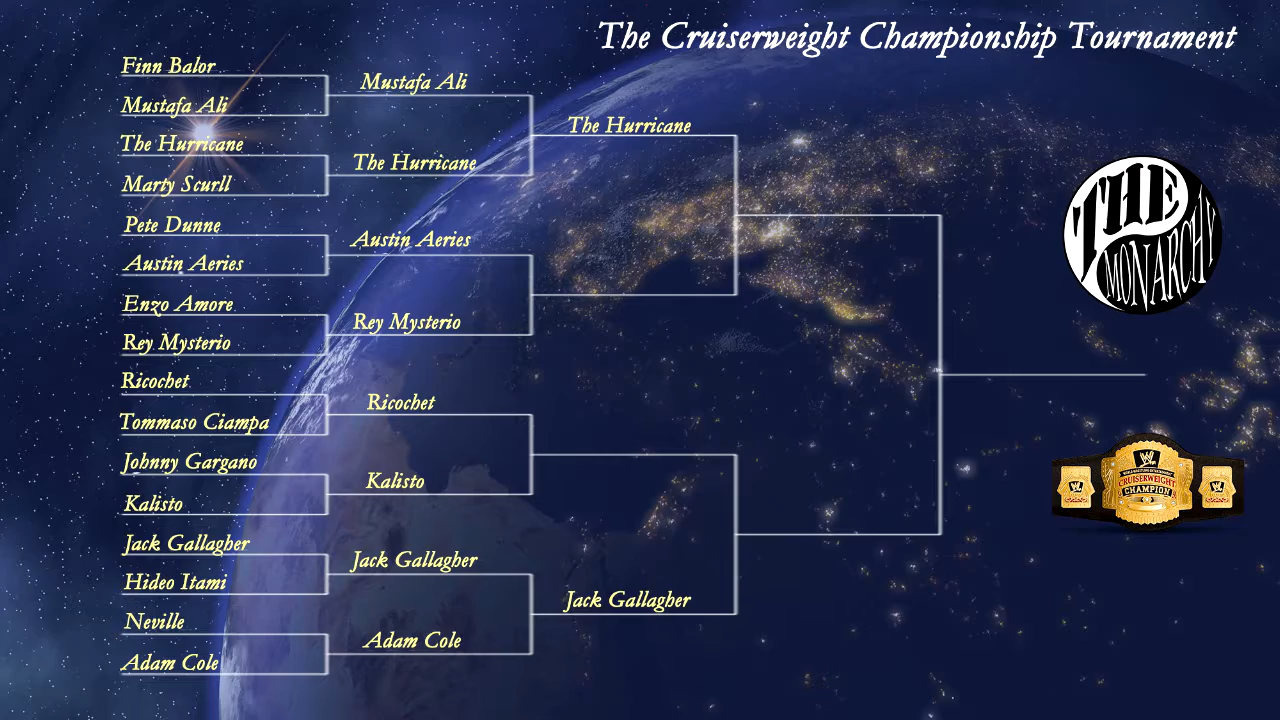 The Cruiserweight Championship Tournament
Finn Balor
Mustafa Ali
The Hurricane
Marty Scurll
Pete Dunne
Austin Aeries
Enzo Amore
Rey Mysterio
Ricochet
Tommaso Ciampa
Johnny Gargano
Kalisto
Jack Gallagher
Hideo Itami
Neville
Adam Cole
Mustafa Ali
The Hurricane
Austin Aeries
Rey Mysterio
Ricochet
Kalisto
Jack Gallagher
Adam Cole
The Hurricane
Jack Gallagher
THE
MONARCHY
CRUISERWEIGHT
CHAMPION